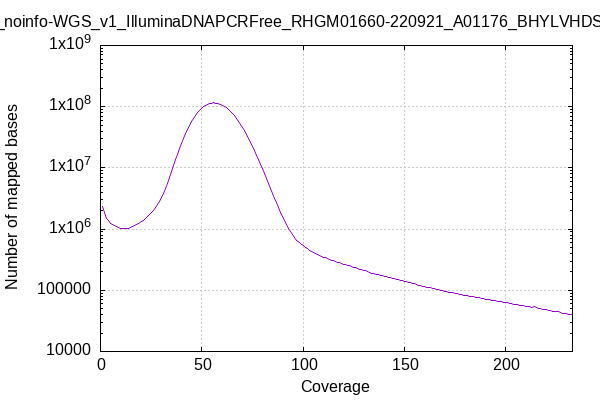 _noinfo-WGS_v1_IlluminaDNAPCRFree_RHGM01660-220921_A01176_BHYLVHDS
1x10^9
1x10^8
1x10^7
1x10^6
100000
10000
Number of mapped bases
0 50 100 150 200
Coverage